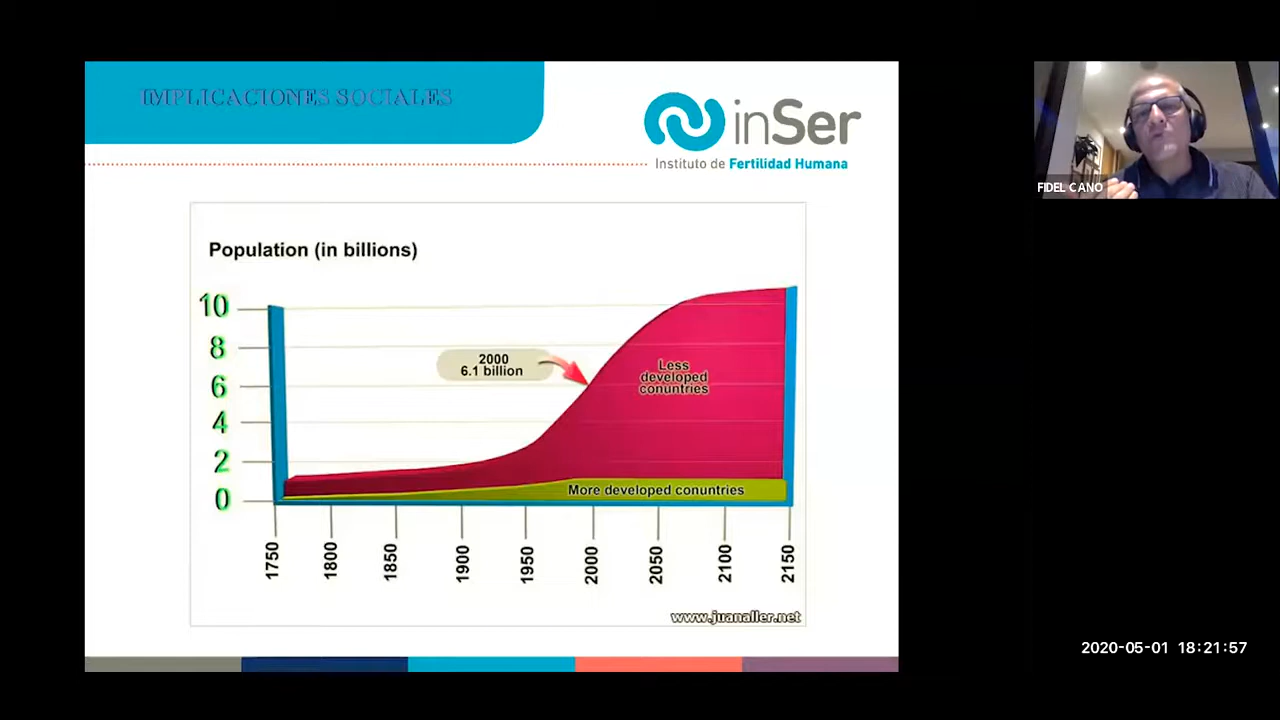 IMPLICACIONES SOCIALES
inSer
Instituto de Fertilidad Humana
FIDEL CANO
Population (in billions)
10
8
6
4
2
0
2000
6.1 billion
Less
developed
conuntries
More developed conuntries
1750
1800
1850
1900
1950
2000
2050
2100
2150
www.juanaller.net
2020-05-01 18:21:57